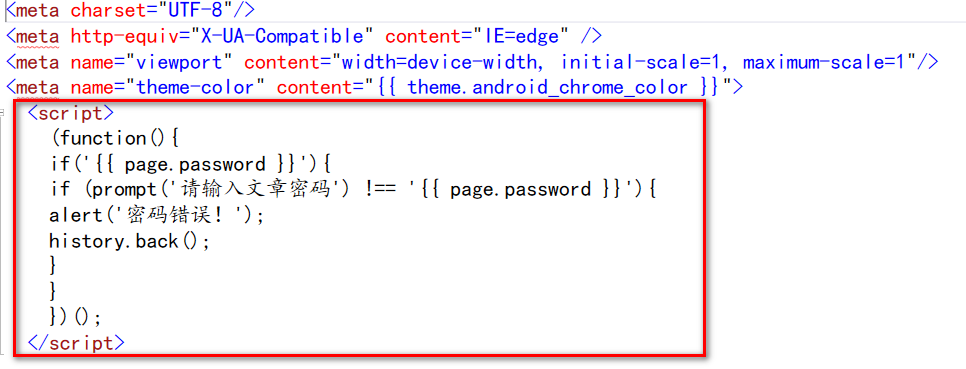 <meta charset="UTF-8"/>
<meta http-equiv="X-UA-Compatible" content="IE=edge" />
<meta name="viewport" content="width=device-width, initial-scale=1, maximum-scale=1"/>
<meta name="theme-color" content="{{ theme.android_chrome_color }}">
<script>
(function(){
if('{{ page.password }}'){
if (prompt('请输入文章密码') !== '{{ page.password }}'){
alert('密码错误！');
history.back();
}
}
})();
</script>